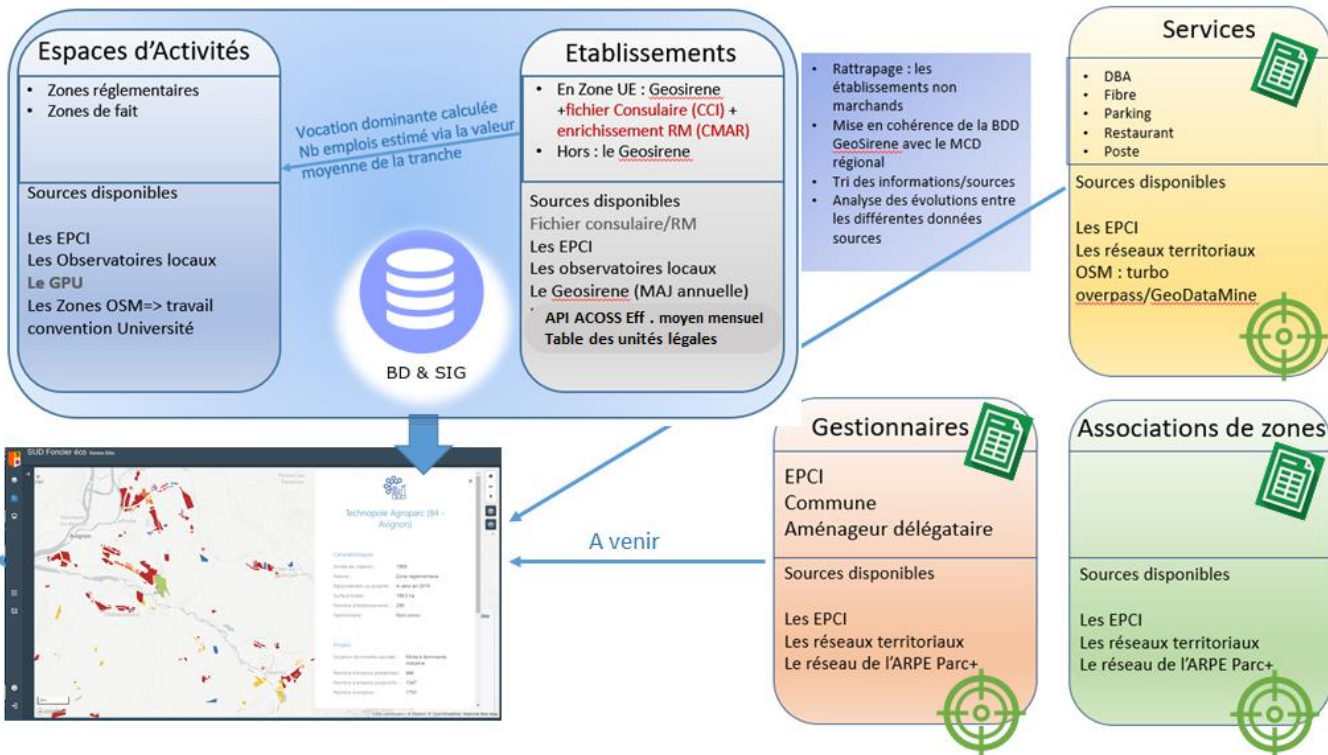 Espaces d'Activités
• Zones réglementaires
• Zones de fait
Sources disponibles
Les EPCI
Les Observatoires locaux
Le GPU
Les Zones OSM=> travail
convention Université
Vocation dominante calculée
Nb emplois estimé via la valeur
moyenne de la tranche
BD & SIG
Etablissements
• En Zone UE : Geosirene
+fichier Consulaire (CCI) +
enrichissement RM (CMAR)
• Hors : le Geosirene
Sources disponibles
Fichier consulaire/RM
Les EPCI
Les observatoires locaux
Le Geosirene (MAJ annuelle)
API ACOSS Eff . moyen mensuel
Table des unités légales
• Rattrapage : les
établissements non
marchands
• Mise en cohérence de la BDD
GeoSirene avec le MCD
régional
• Tri des informations/sources
• Analyse des évolutions entre
les différentes données
sources
Services
• DBA
• Fibre
• Parking
• Restaurant
• Poste
Sources disponibles
Les EPCI
Les réseaux territoriaux
OSM : turbo
overpass/GeoDataMine
SUD Foncier éco
Avignon
Technopole Agroparc (84 -
Avignon)
Caractéristiques
Emplois
A venir
Gestionnaires
EPCI
Commune
Aménageur délégataire
Sources disponibles
Les EPCI
Les réseaux territoriaux
Le réseau de l'ARPE Parc+
Associations de zones
Sources disponibles
Les EPCI
Les réseaux territoriaux
Le réseau de l'ARPE Parc+